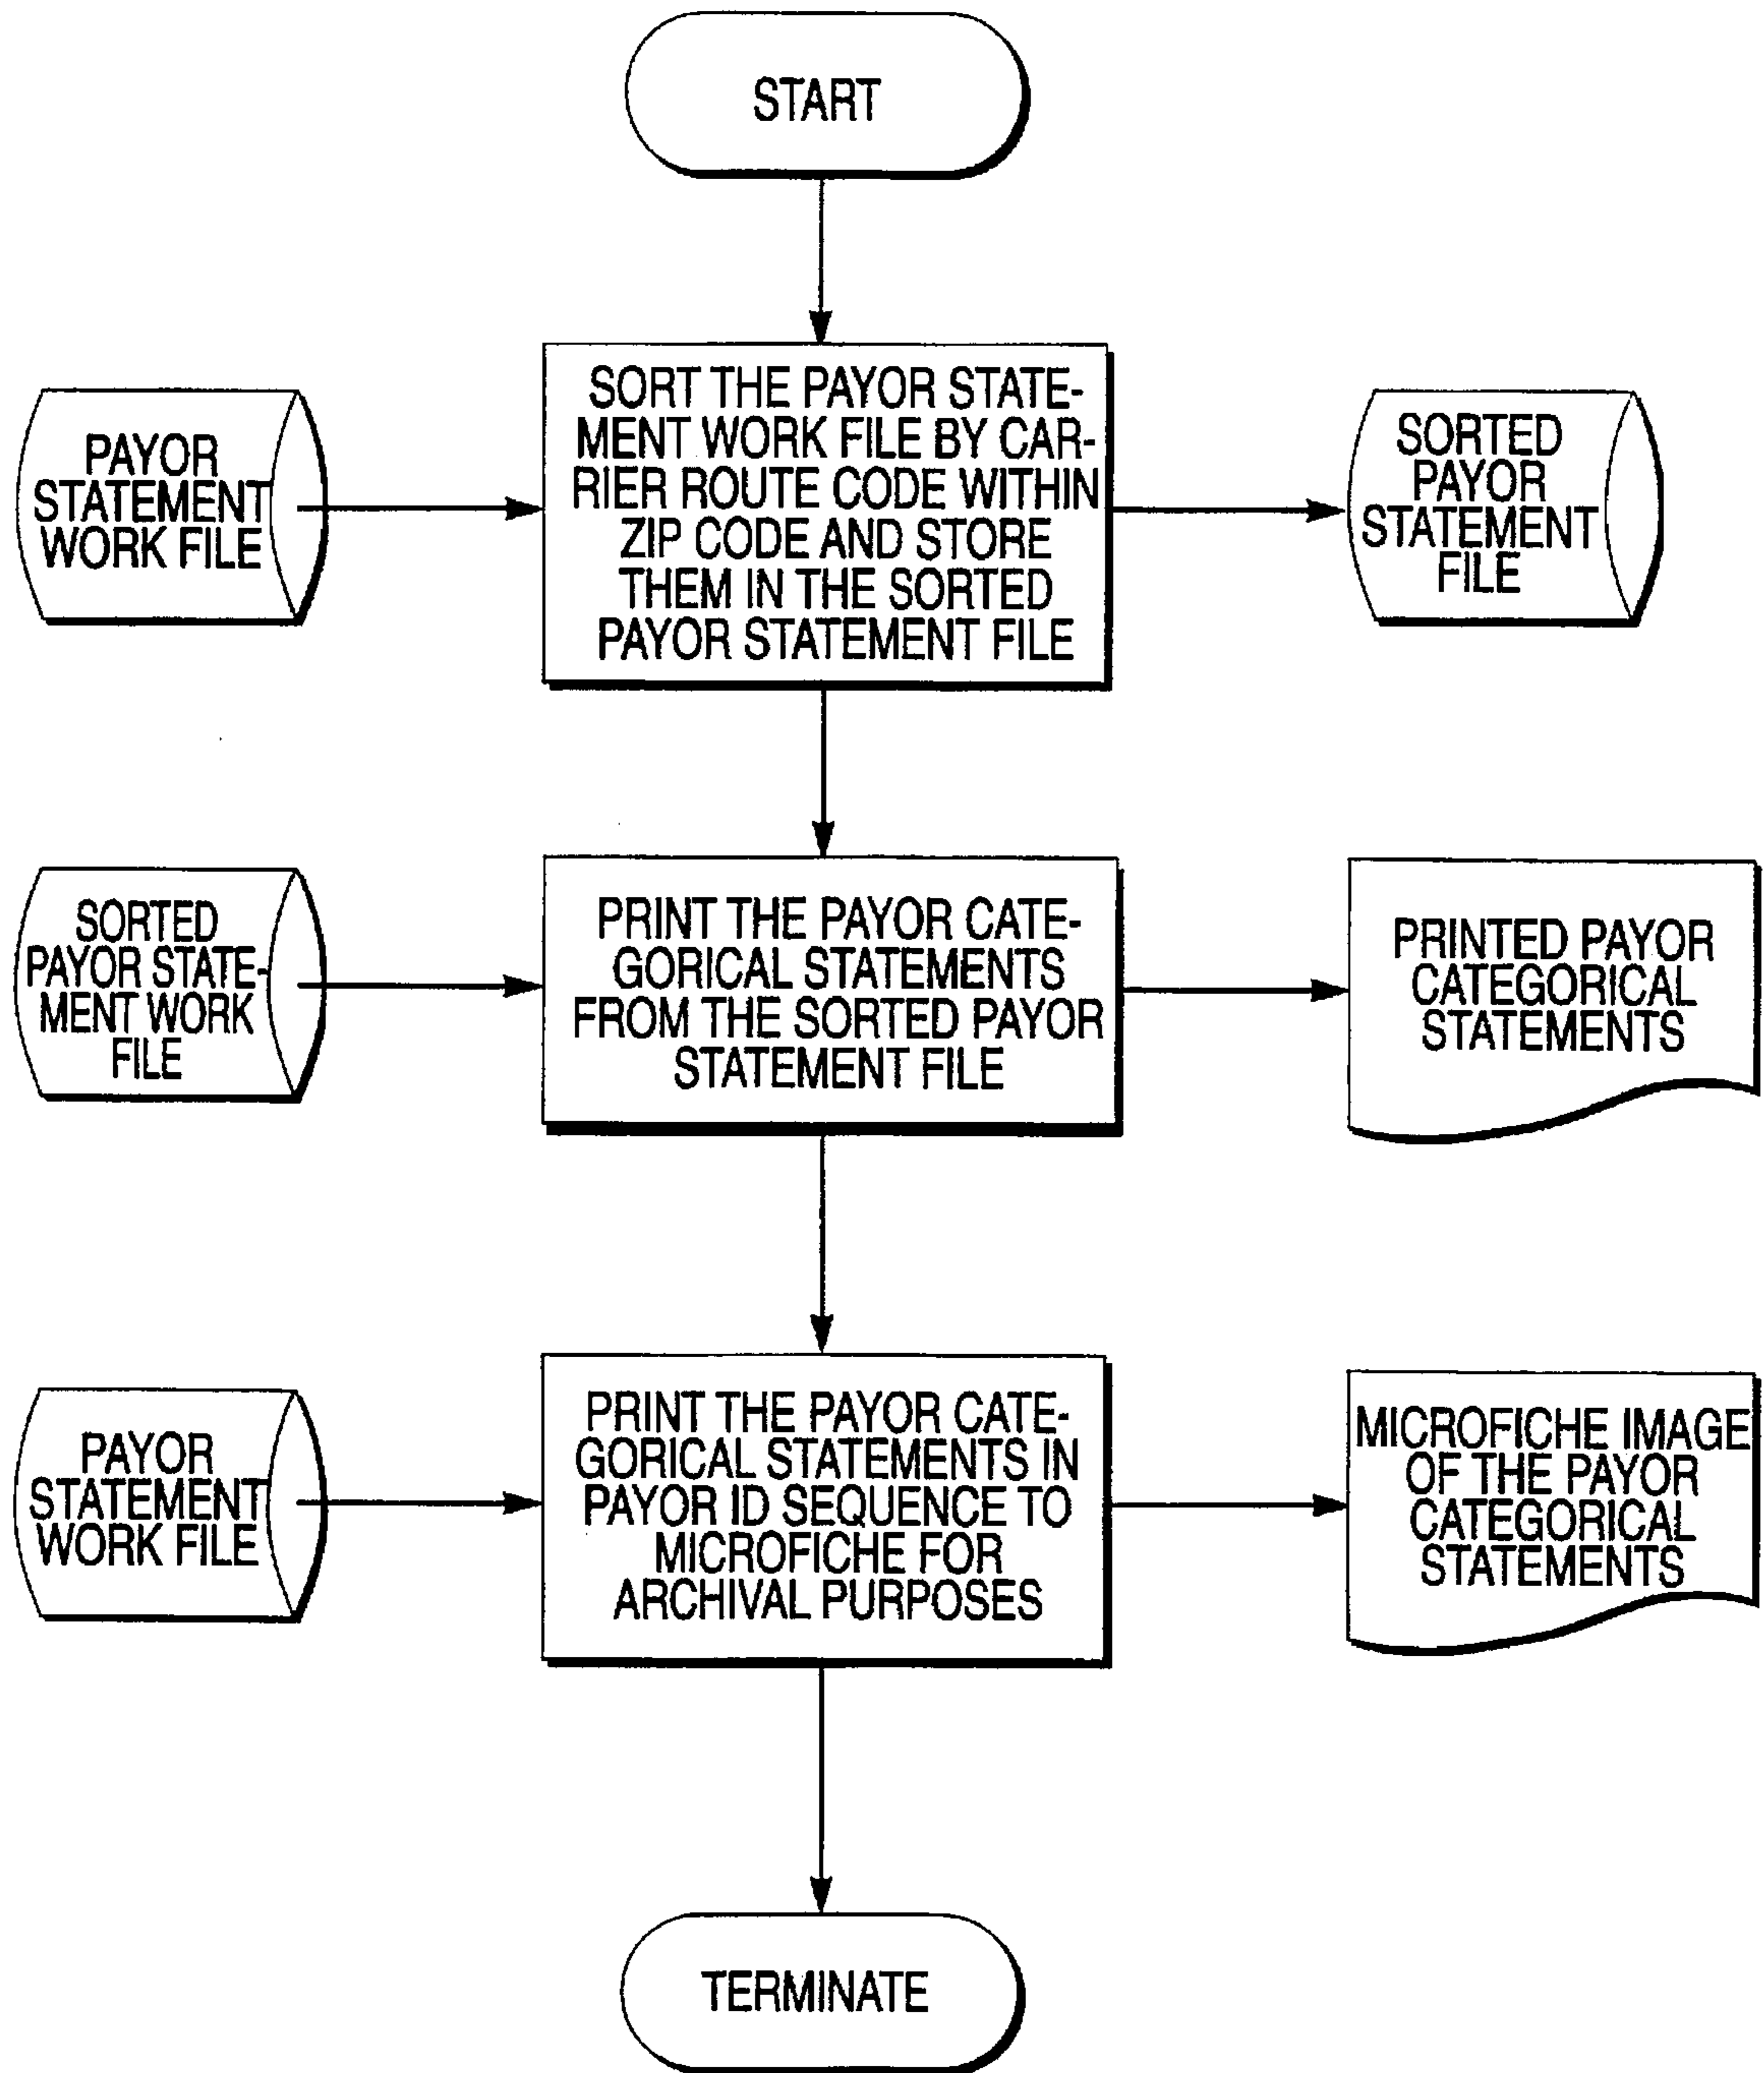 START
PAYOR
STATEMENT
WORK FILE
SORT THE PAYOR STATE-
MENT WORK FILE BY CAR-
RIER ROUTE CODE WITHIN
ZIP CODE AND STORE
THEM IN THE SORTED
PAYOR STATEMENT FILE
SORTED
PAYOR
STATEMENT
FILE
SORTED
PAYOR STATE-
MENT WORK
FILE
PRINT THE PAYOR CATE-
GORICAL STATEMENTS
FROM THE SORTED PAYOR
STATEMENT FILE
PRINTED PAYOR
CATEGORICAL
STATEMENTS
PAYOR
STATEMENT
WORK FILE
PRINT THE PAYOR CATE-
GORICAL STATEMENTS IN
PAYOR ID SEQUENCE TO
MICROFICHE FOR
ARCHIVAL PURPOSES
MICROFICHE IMAGE
OF THE PAYOR
CATEGORICAL
STATEMENTS
TERMINATE